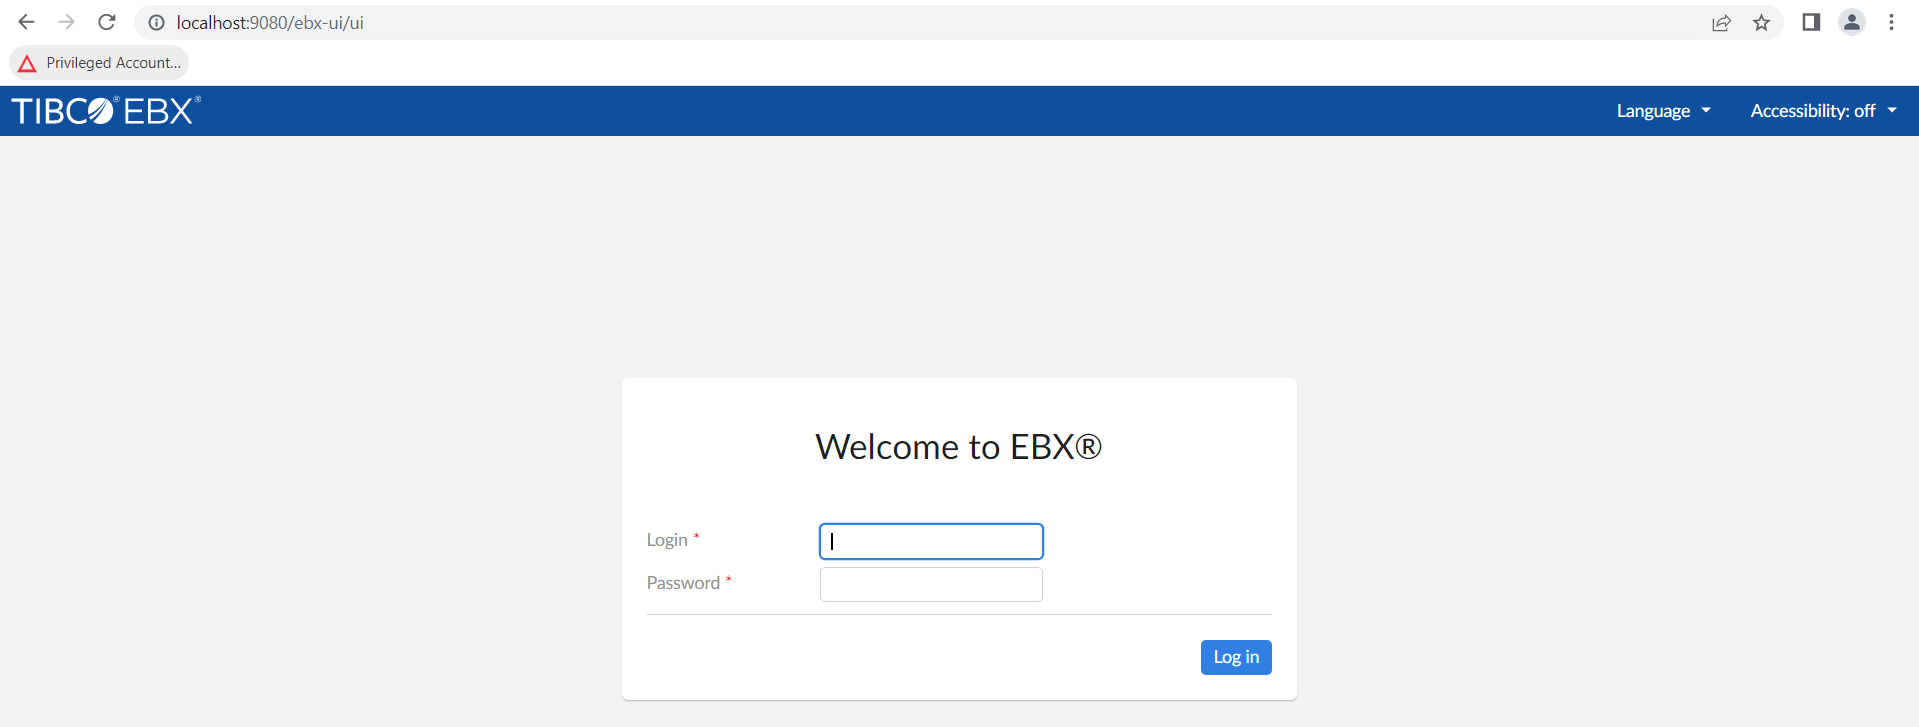 localhost:9080/ebx-ui/ui
Privileged Account...
TIBCO® EBX®
Language
Accessibility: off
Welcome to EBX®
Login *
Password *
Log in